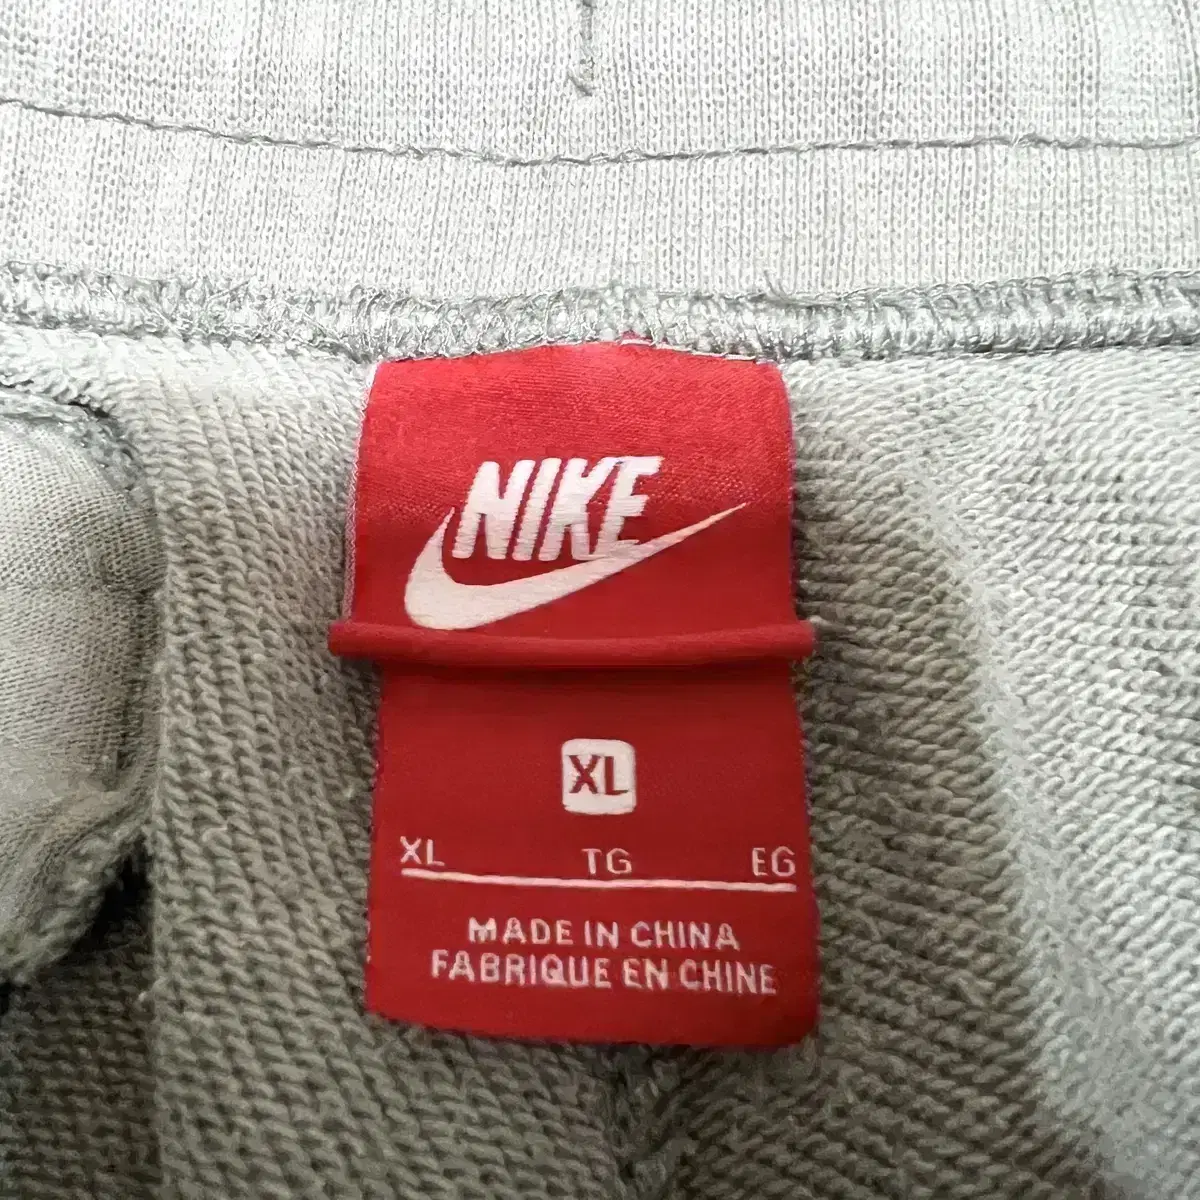 NIKE
XL
XL TG EG
MADE IN CHINA
FABRIQUE EN CHINE